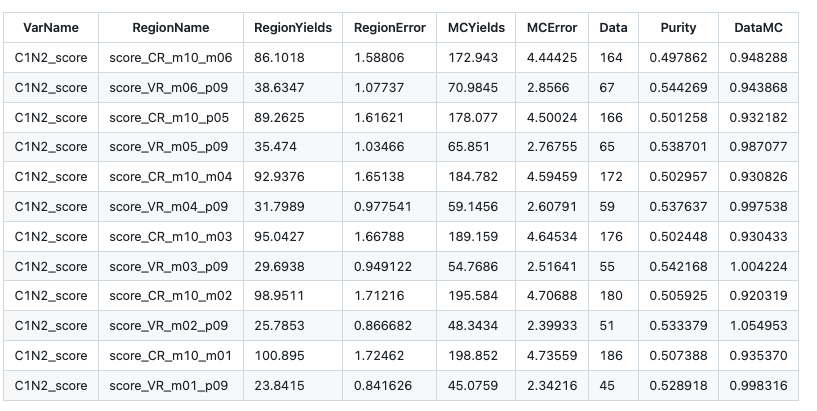 VarName RegionName RegionYields RegionError MCYields MCError Data Purity DataMC
C1N2_score score_CR_m10_m06 86.1018 1.58806 172.943 4.44425 164 0.497862 0.948288
C1N2_score score_VR_m06_p09 38.6347 1.07737 70.9845 2.8566 67 0.544269 0.943868
C1N2_score score_CR_m10_p05 89.2625 1.61621 178.077 4.50024 166 0.501258 0.932182
C1N2_score score_VR_m05_p09 35.474 1.03466 65.851 2.76755 65 0.538701 0.987077
C1N2_score score_CR_m10_m04 92.9376 1.65138 184.782 4.59459 172 0.502957 0.930826
C1N2_score score_VR_m04_p09 31.7989 0.977541 59.1456 2.60791 59 0.537637 0.997538
C1N2_score score_CR_m10_m03 95.0427 1.66788 189.159 4.64534 176 0.502448 0.930433
C1N2_score score_VR_m03_p09 29.6938 0.949122 54.7686 2.51641 55 0.542168 1.004224
C1N2_score score_CR_m10_m02 98.9511 1.71216 195.584 4.70688 180 0.505925 0.920319
C1N2_score score_VR_m02_p09 25.7853 0.866682 48.3434 2.39933 51 0.533379 1.054953
C1N2_score score_CR_m10_m01 100.895 1.72462 198.852 4.73559 186 0.507388 0.935370
C1N2_score score_VR_m01_p09 23.8415 0.841626 45.0759 2.34216 45 0.528918 0.998316